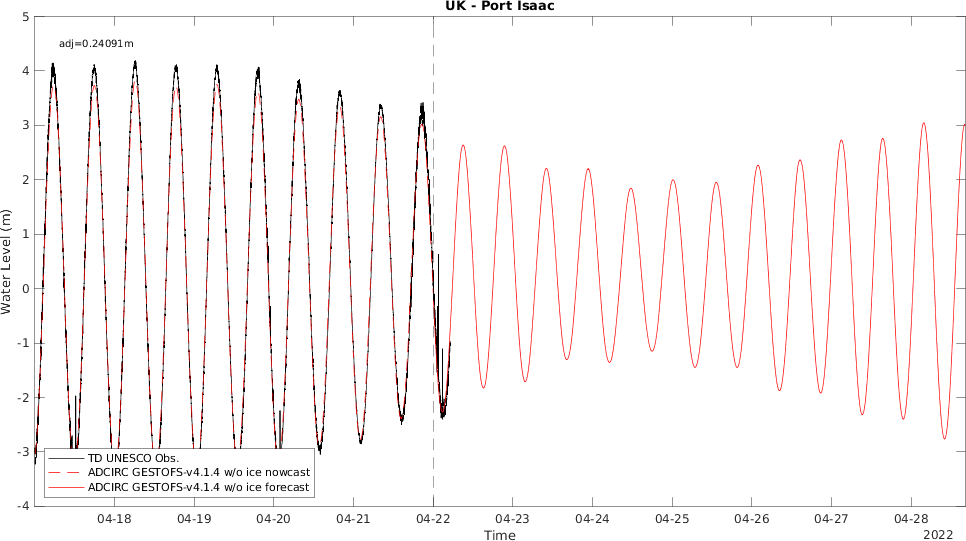 UK - Port Isaac
adj=0.24091m
5
4
3
2
1
0
-1
-2
-3
-4
Water Level (m)
TD UNESCO Obs.
ADCIRC GESTOFS-v4.1.4 w/o ice nowcast
ADCIRC GESTOFS-v4.1.4 w/o ice forecast
04-18 04-19 04-20 04-21 04-22 04-23 04-24 04-25 04-26 04-27 04-28
Time
2022